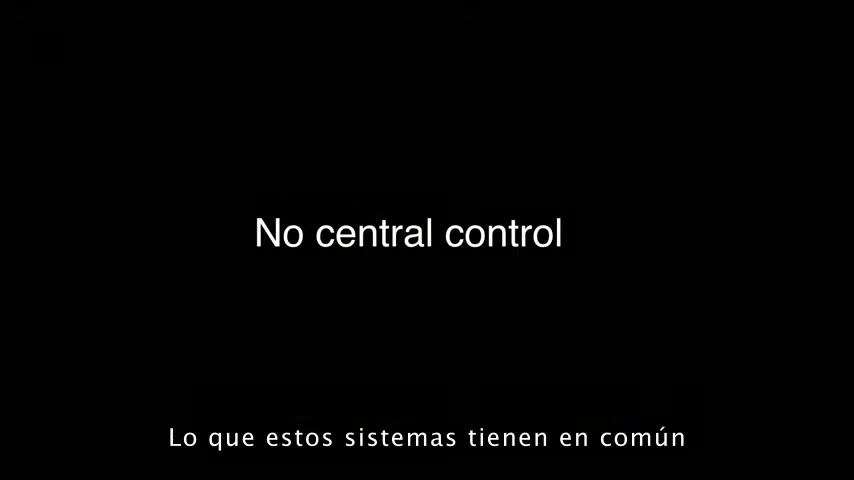 No central control
Lo que estos sistemas tienen en común